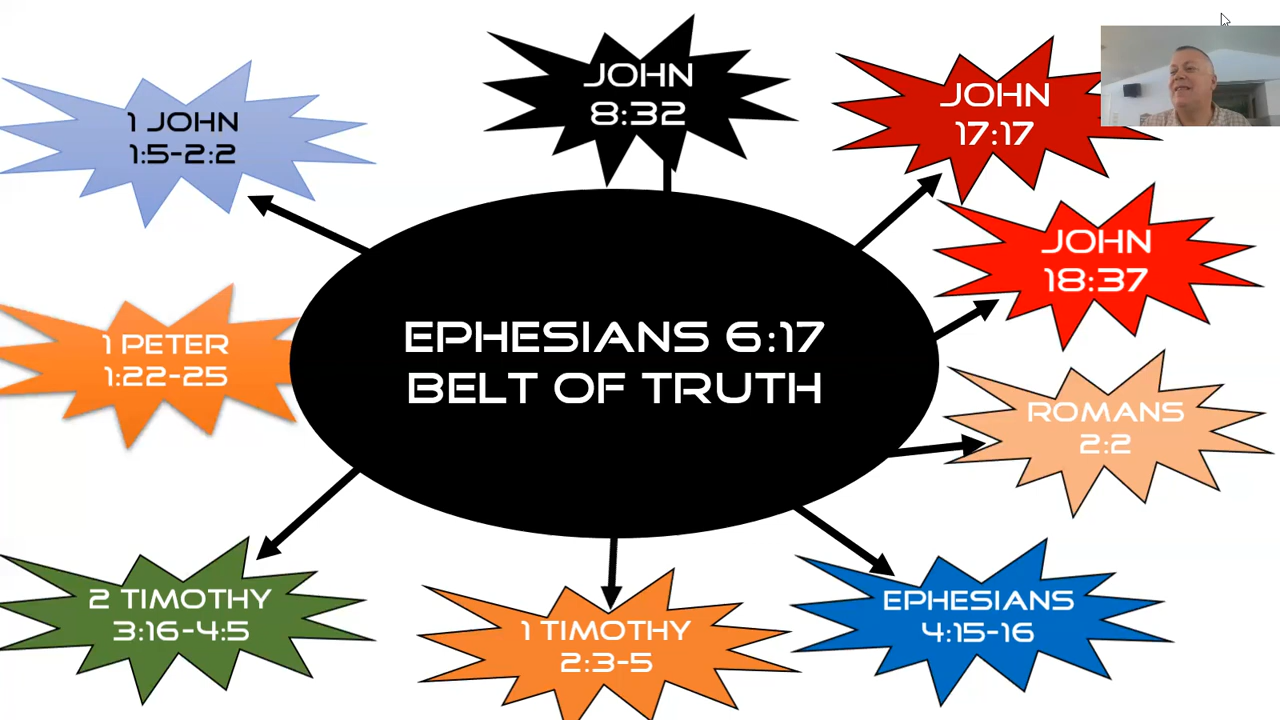 JOHN
8:32
JOHN
17:17
1 JOHN
1:5-2:2
JOHN
18:37
EPHESIANS 6:17
BELT OF TRUTH
1 PETER
1:22-25
ROMANS
2:2
2 TIMOTHY
3:16-4:5
1 TIMOTHY
2:3-5
EPHESIANS
4:15-16